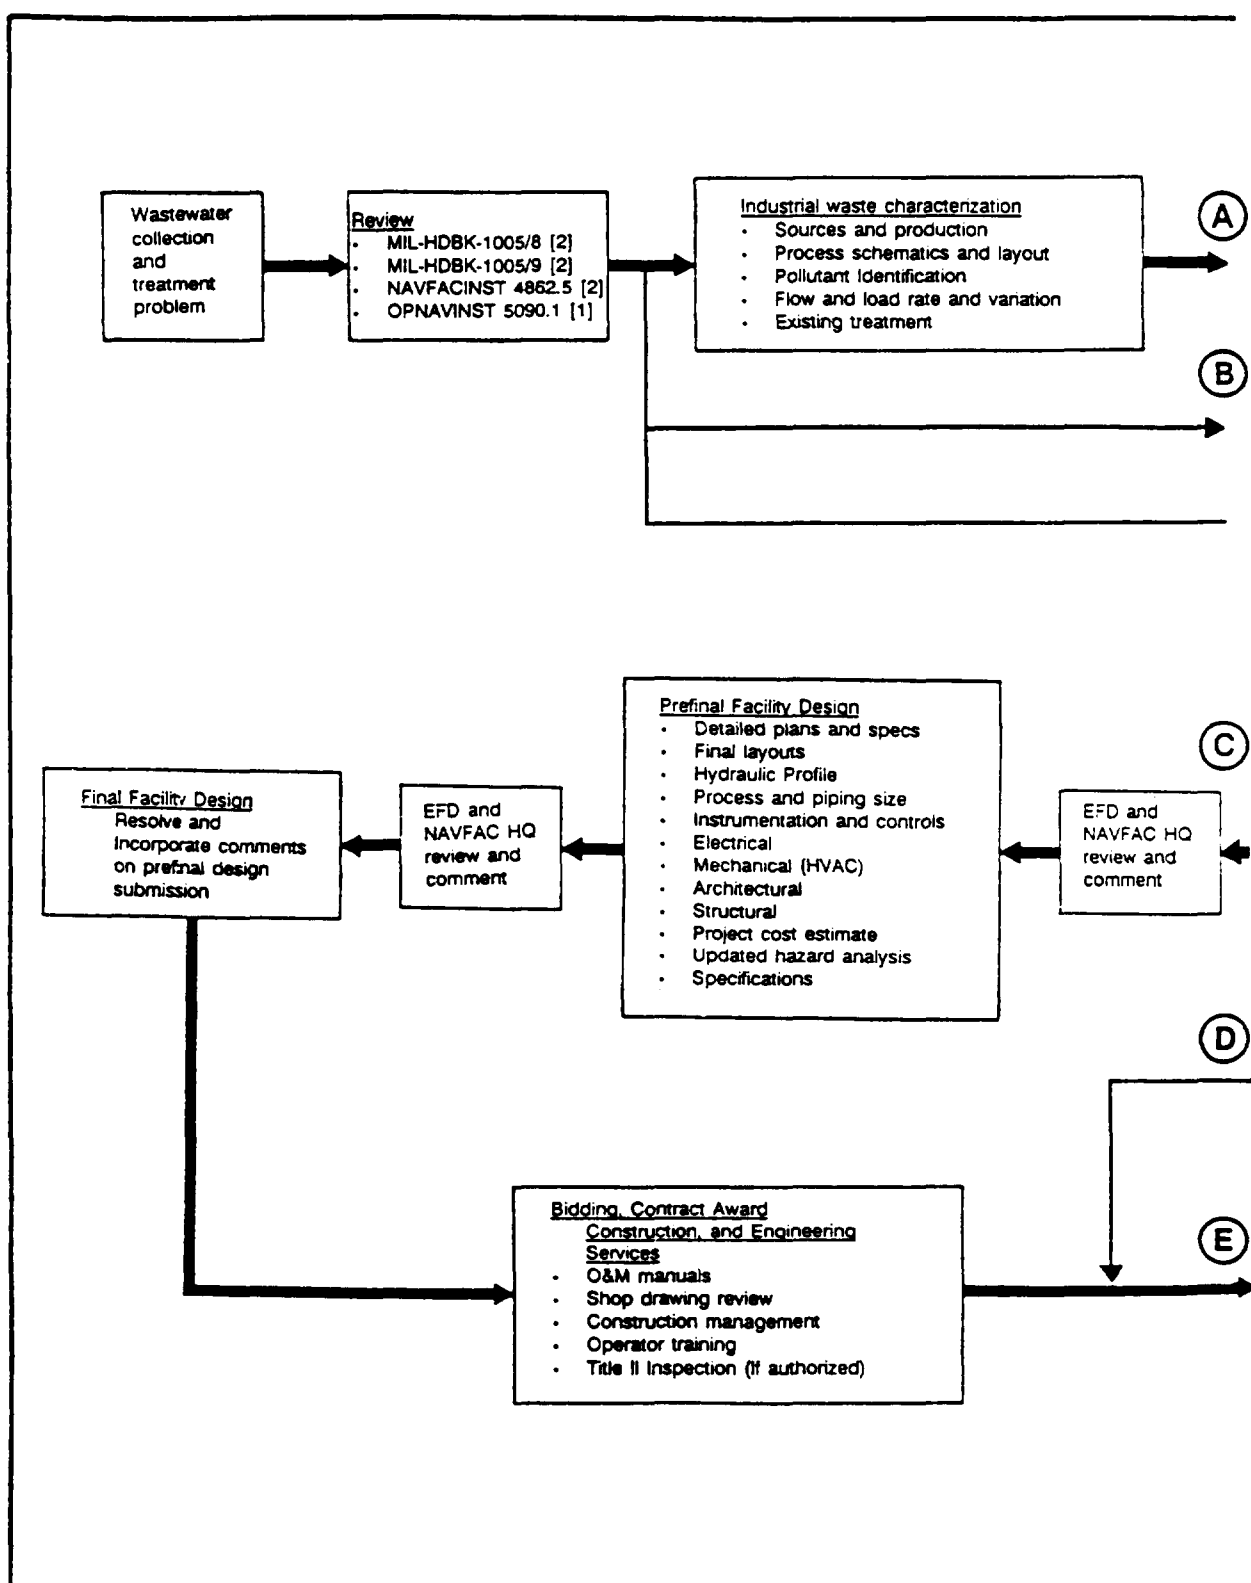 Wastewater
collection
and
treatment
problem
Review
· MIL-HDBK-1005/8 [2]
· MIL-HDBK-1005/9 [2]
· NAVFACINST 4862.5 [2]
· OPNAVINST 5090.1 [1]
Industrial waste characterization
· Sources and production
· Process schematics and layout
· Pollutant Identification
· Flow and load rate and variation
· Existing treatment
A
B
Prefinal Facility Design
· Detailed plans and specs
· Final layouts
· Hydraulic Profile
· Process and piping size
· Instrumentation and controls
· Electrical
· Mechanical (HVAC)
· Architectural
· Structural
· Project cost estimate
· Updated hazard analysis
· Specifications
C
EFD and
NAVFAC HQ
review and
comment
EFD and
NAVFAC HQ
review and
comment
Final Facility Design
Resolve and
Incorporate comments
on prefinal design
submission
D
Bidding, Contract Award
Construction, and Engineering
Services
· O&M manuals
· Shop drawing review
· Construction management
· Operator training
· Title II Inspection (If authorized)
E